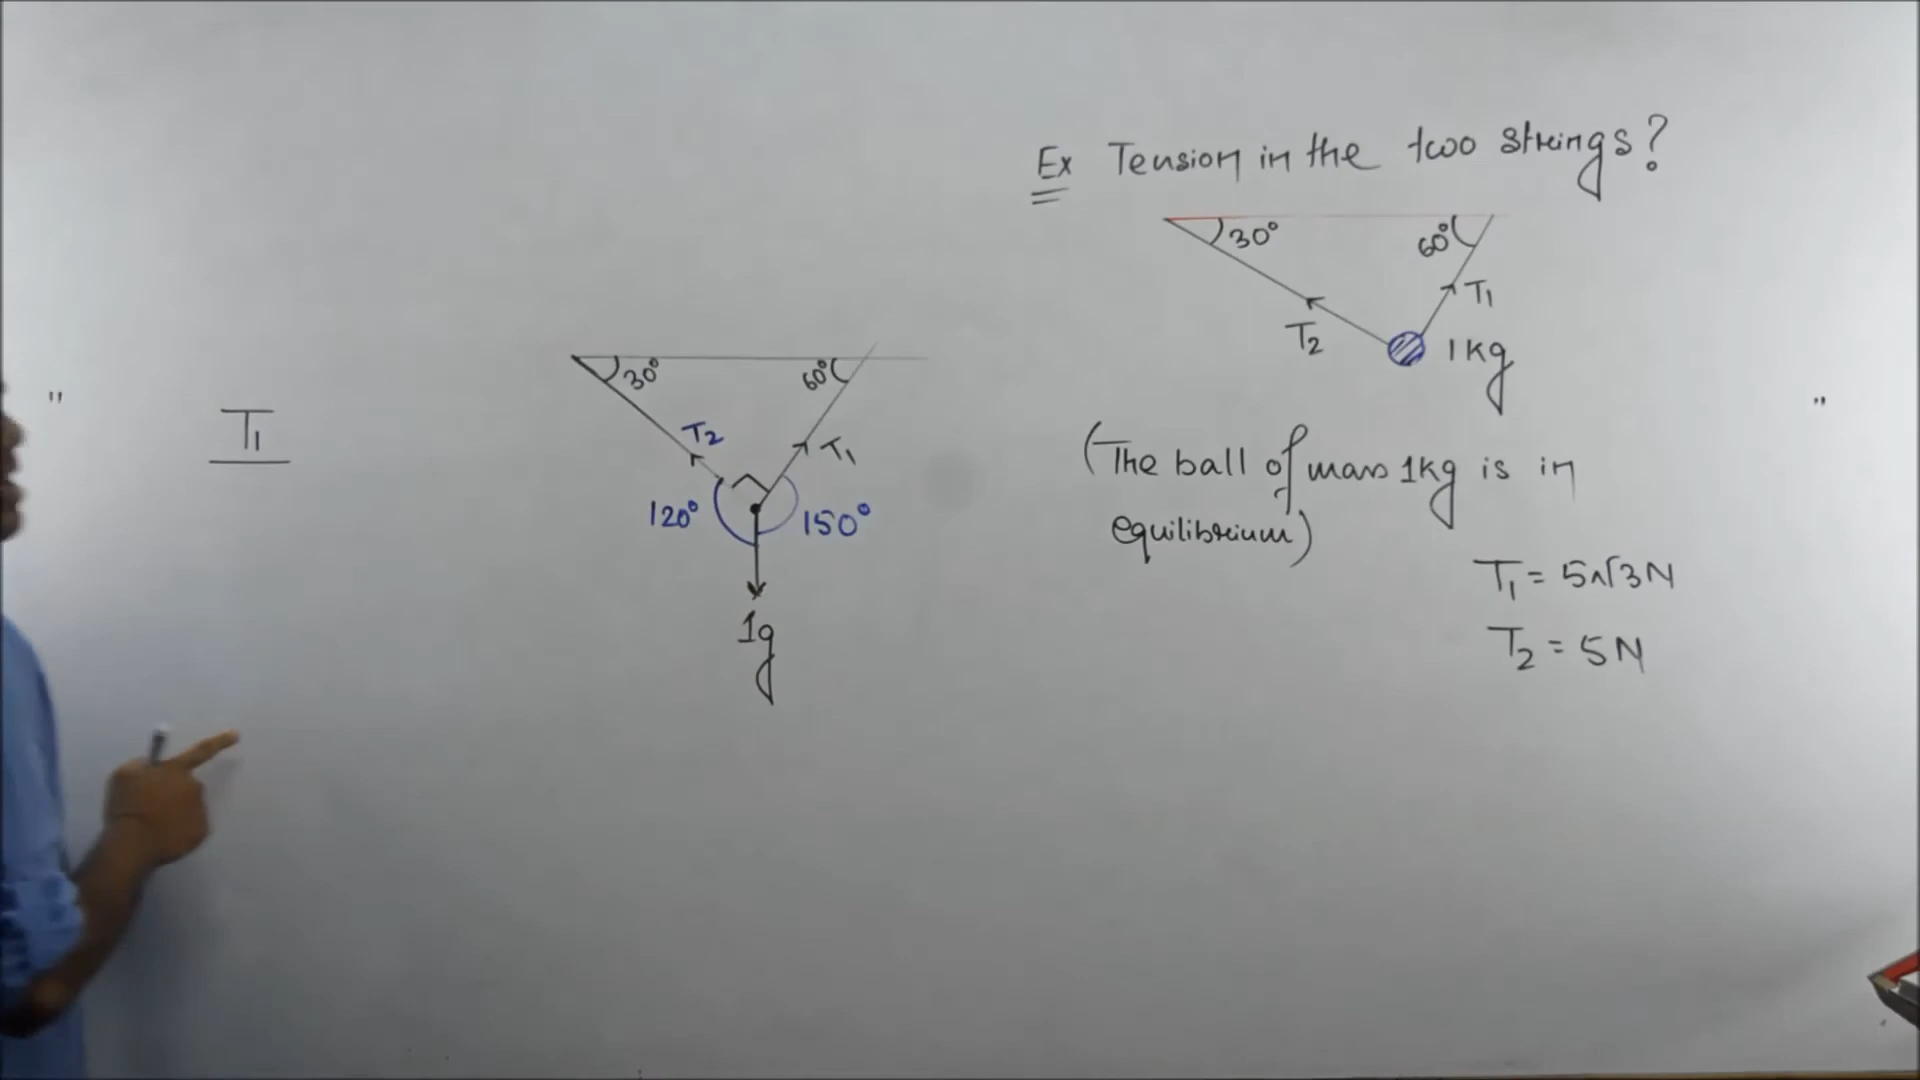 Ex Tension in the two strings?
30° 60°
T₁
T₂
1kg
(The ball of mass 1kg is in
equilibrium)
T₁ = 5√3N
T₂ = 5N
" "
T₁
30° 60°
T₂
T₁
120° 150°
1g